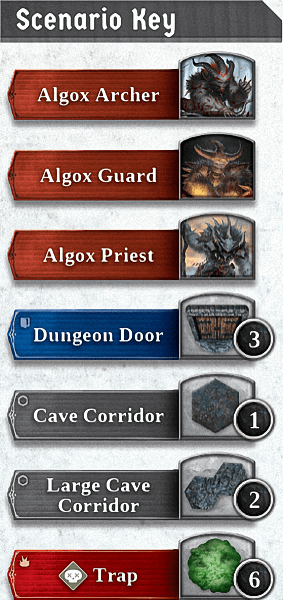 Scenario Key
Algox Archer
Algox Guard
Algox Priest
Dungeon Door
3
Cave Corridor
1
Large Cave
Corridor
2
Trap
6